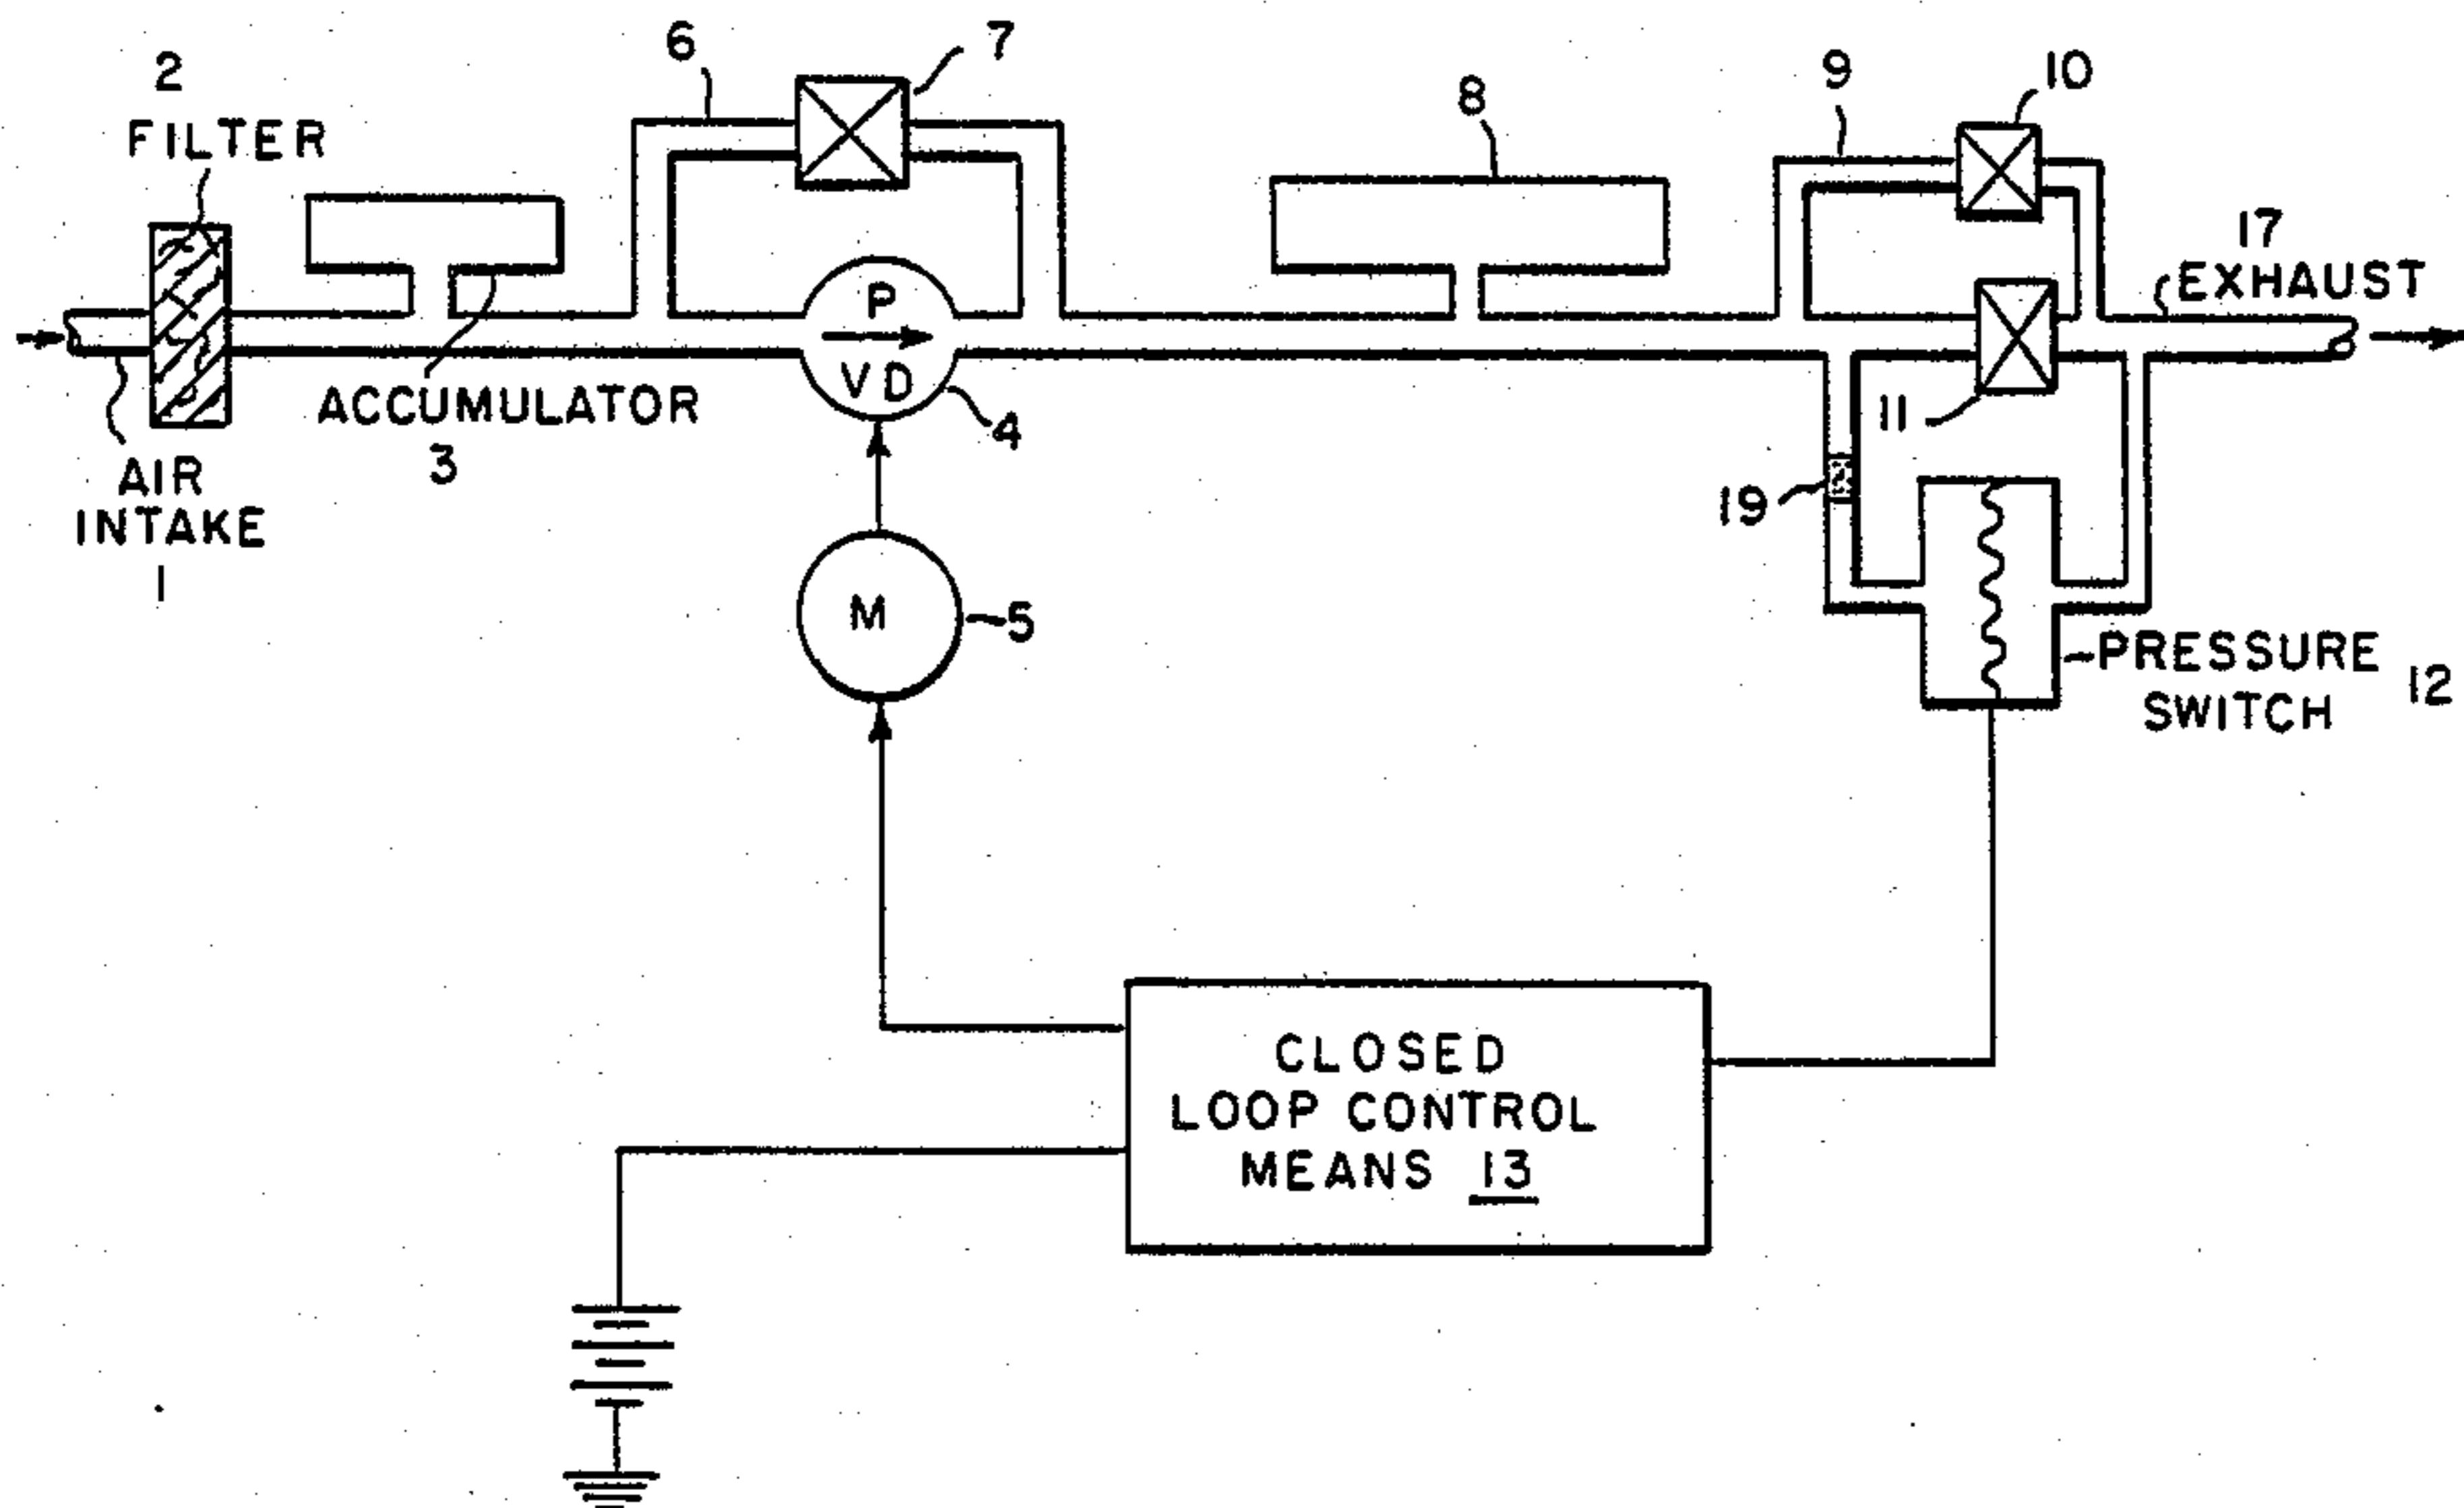 2
FILTER
6
7
8
9
10
17
EXHAUST
P
V D
4
ACCUMULATOR
3
11
AIR
INTAKE
1
19
M
5
PRESSURE
SWITCH 12
CLOSED
LOOP CONTROL
MEANS 13